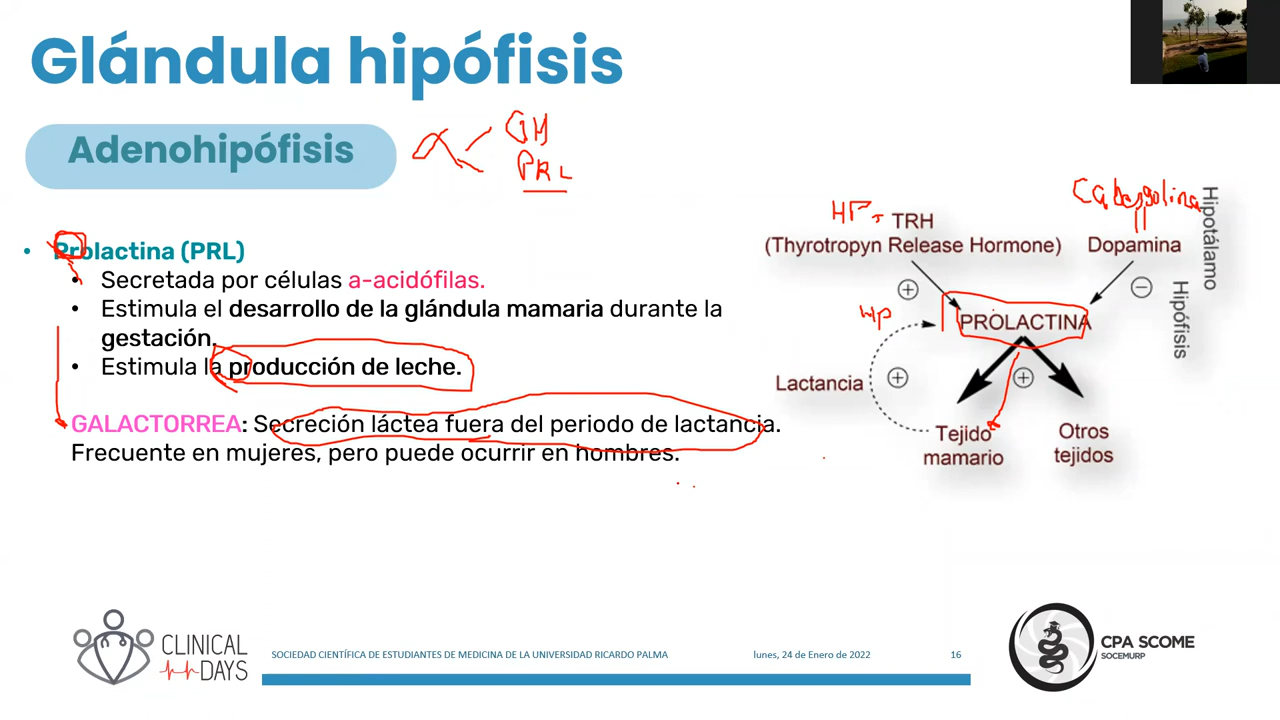 Glándula hipófisis
Adenohipófisis
α
GH
PRL
• Prolactina (PRL)
• Secretada por células a-acidófilas.
• Estimula el desarrollo de la glándula mamaria durante la
gestación.
• Estimula la producción de leche.
GALACTORREA: Secreción láctea fuera del periodo de lactancia.
Frecuente en mujeres, pero puede ocurrir en hombres.
TRH
(Thyrotropyn Release Hormone)
Cabergolina
Dopamina
Hipotálamo
Hipófisis
+
−
PROLACTINA
Lactancia
+
+
Tejido
mamario
Otros
tejidos
CLINICAL
DAYS
SOCIEDAD CIENTÍFICA DE ESTUDIANTES DE MEDICINA DE LA UNIVERSIDAD RICARDO PALMA
lunes, 24 de Enero de 2022
16
CPA SCOME
SOCEMURP